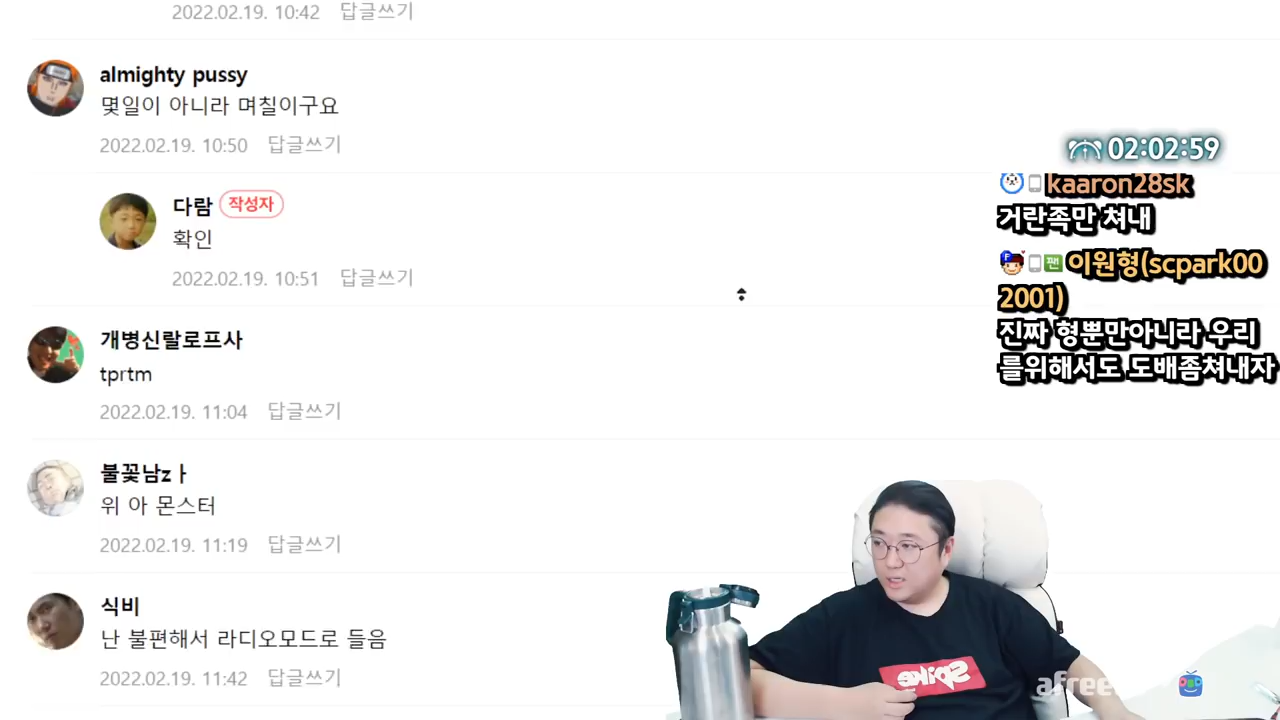 2022.02.19. 10:42 답글쓰기
almighty pussy
몇일이 아니라 며칠이구요
2022.02.19. 10:50 답글쓰기
다람 작성자
확인
2022.02.19. 10:51 답글쓰기
개병신랄로프사
tprtm
2022.02.19. 11:04 답글쓰기
불꽃남zㅏ
위 아 몬스터
2022.02.19. 11:19 답글쓰기
식비
난 불편해서 라디오모드로 들음
2022.02.19. 11:42 답글쓰기
02:02:59
kaaron28sk
거란족만 쳐내
F 팬 이원형(scpark00
2001)
진짜 형뿐만아니라 우리
를위해서도 도배좀쳐내자
Spike
afree